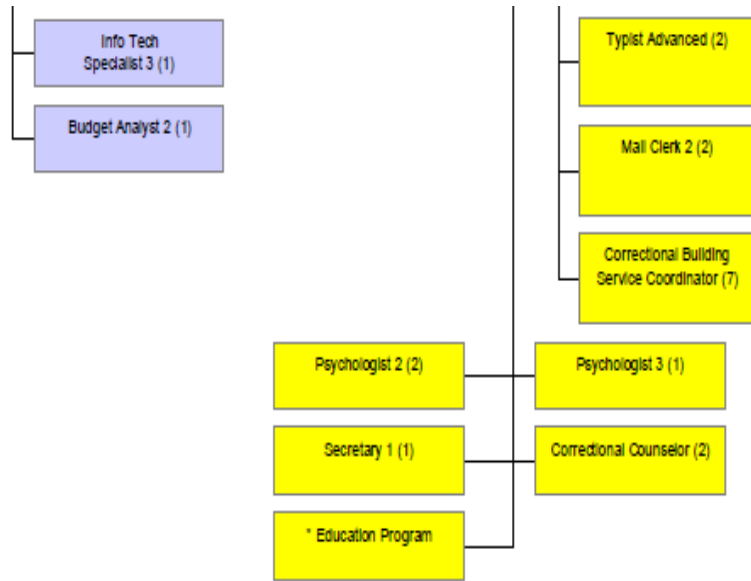 Info Tech
Specialist 3 (1)
Budget Analyst 2 (1)
Typist Advanced (2)
Mail Clerk 2 (2)
Correctional Building
Service Coordinator (7)
Psychologist 2 (2)
Psychologist 3 (1)
Secretary 1 (1)
Correctional Counselor (2)
* Education Program